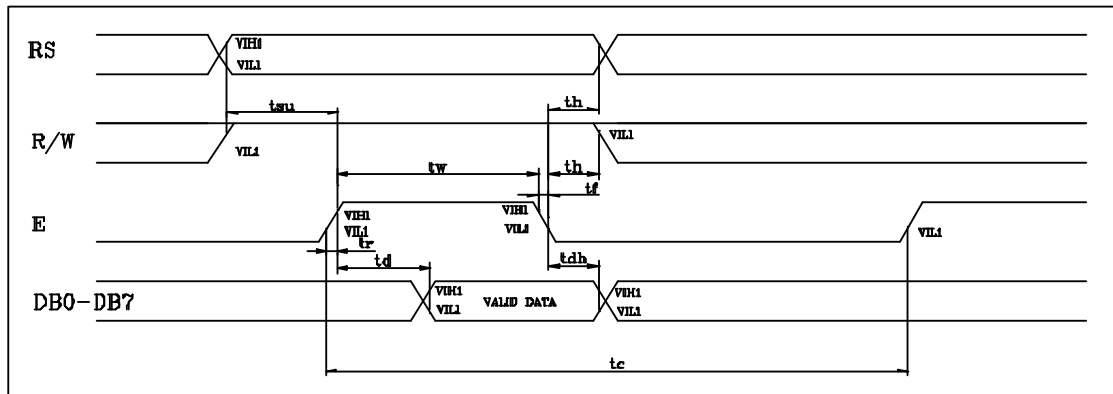 RS
VIH1
VIL1
tsu
th
R/W
VIL1
VIL1
tw
th
tf
E
VIH1
VIL1
VIH1
VIL1
VIL1
tr
td
tdh
DB0-DB7
VIH1
VIL1
VALID DATA
VIH1
VIL1
tc